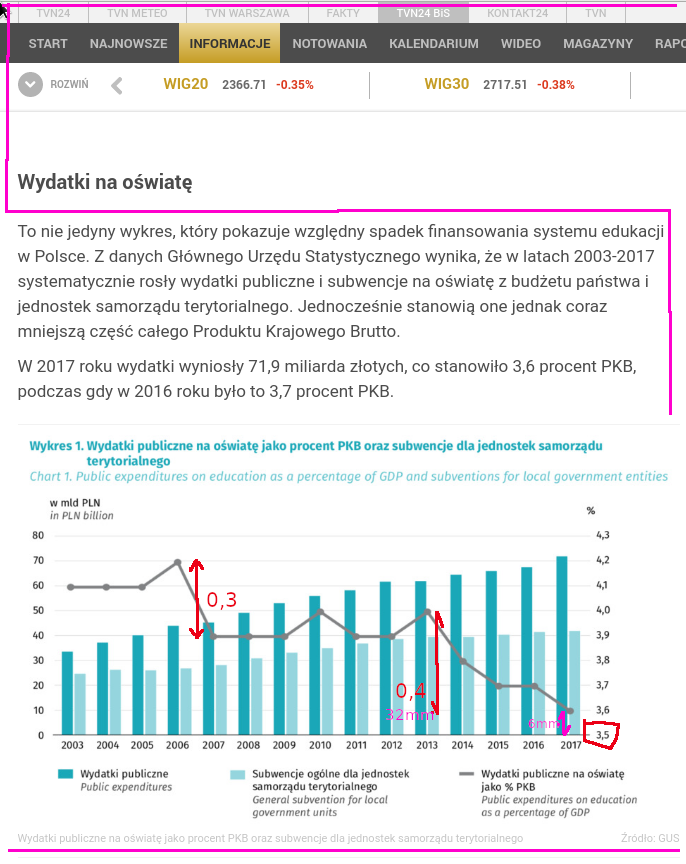 TVN24 TVN METEO TVN WARSZAWA FAKTY TVN24 BiS KONTAKT24 TVN
START NAJNOWSZE INFORMACJE NOTOWANIA KALENDARIUM WIDEO MAGAZYNY RAPO
ROZWIŃ WIG20 2366.71 -0.35% WIG30 2717.51 -0.38%
Wydatki na oświatę
To nie jedyny wykres, który pokazuje względny spadek finansowania systemu edukacji
w Polsce. Z danych Głównego Urzędu Statystycznego wynika, że w latach 2003-2017
systematycznie rosły wydatki publiczne i subwencje na oświatę z budżetu państwa i
jednostek samorządu terytorialnego. Jednocześnie stanowią one jednak coraz
mniejszą część całego Produktu Krajowego Brutto.
W 2017 roku wydatki wyniosły 71,9 miliarda złotych, co stanowiło 3,6 procent PKB,
podczas gdy w 2016 roku było to 3,7 procent PKB.
Wykres 1. Wydatki publiczne na oświatę jako procent PKB oraz subwencje dla jednostek samorządu
terytorialnego
Chart 1. Public expenditures on education as a percentage of GDP and subventions for local government entities
w mld PLN
in PLN billion
%
80 4,3
70 4,2
60 4,1
0,3
50 4,0
40 3,9
30 3,8
20 3,7
0,4
10 3,6
32mm
6mm
0 3,5
2003 2004 2005 2006 2007 2008 2009 2010 2011 2012 2013 2014 2015 2016 2017
Wydatki publiczne
Public expenditures
Subwencje ogólne dla jednostek
samorządu terytorialnego
General subvention for local
government units
Wydatki publiczne na oświatę
jako % PKB
Public expenditures on education
as a percentage of GDP
Wydatki publiczne na oświatę jako procent PKB oraz subwencje dla jednostek samorządu terytorialnego Źródło: GUS